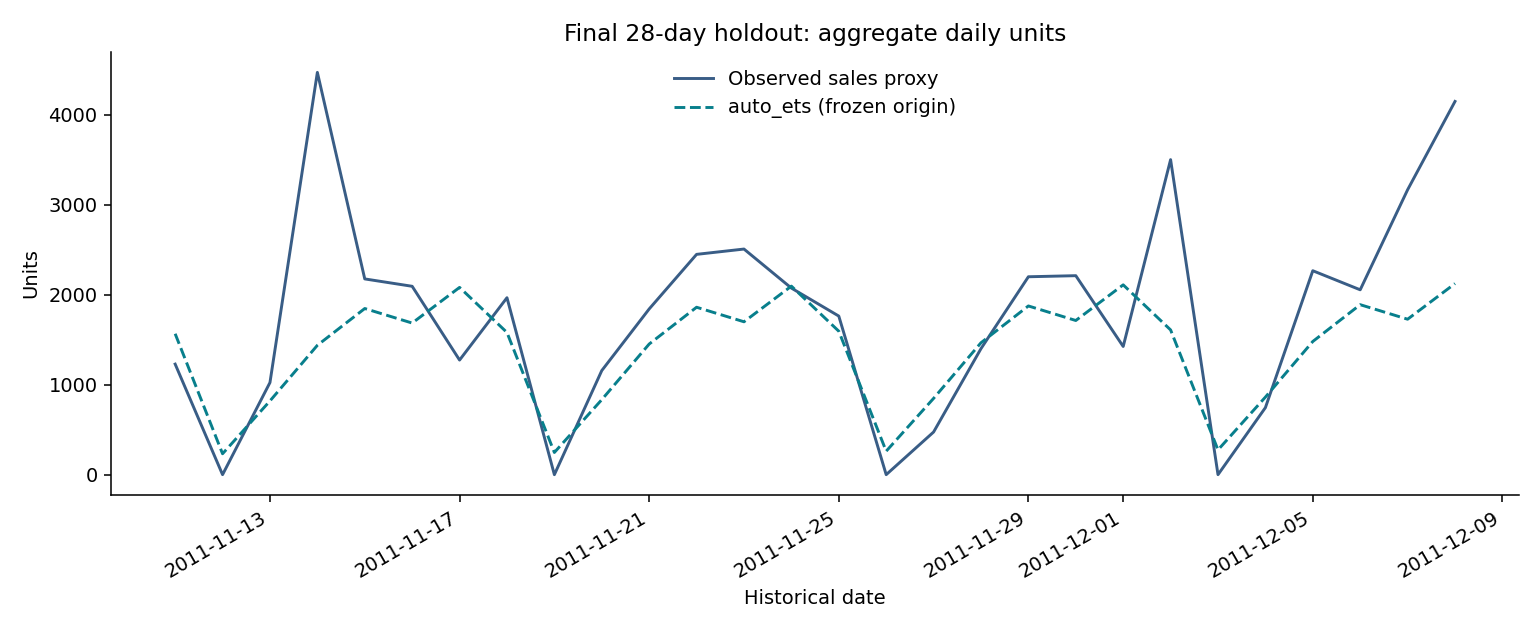 Final 28-day holdout: aggregate daily units
Observed sales proxy
auto_ets (frozen origin)
Units
4000
3000
2000
1000
0
2011-11-13
2011-11-17
2011-11-21
2011-11-25
2011-11-29
2011-12-01
2011-12-05
2011-12-09
Historical date